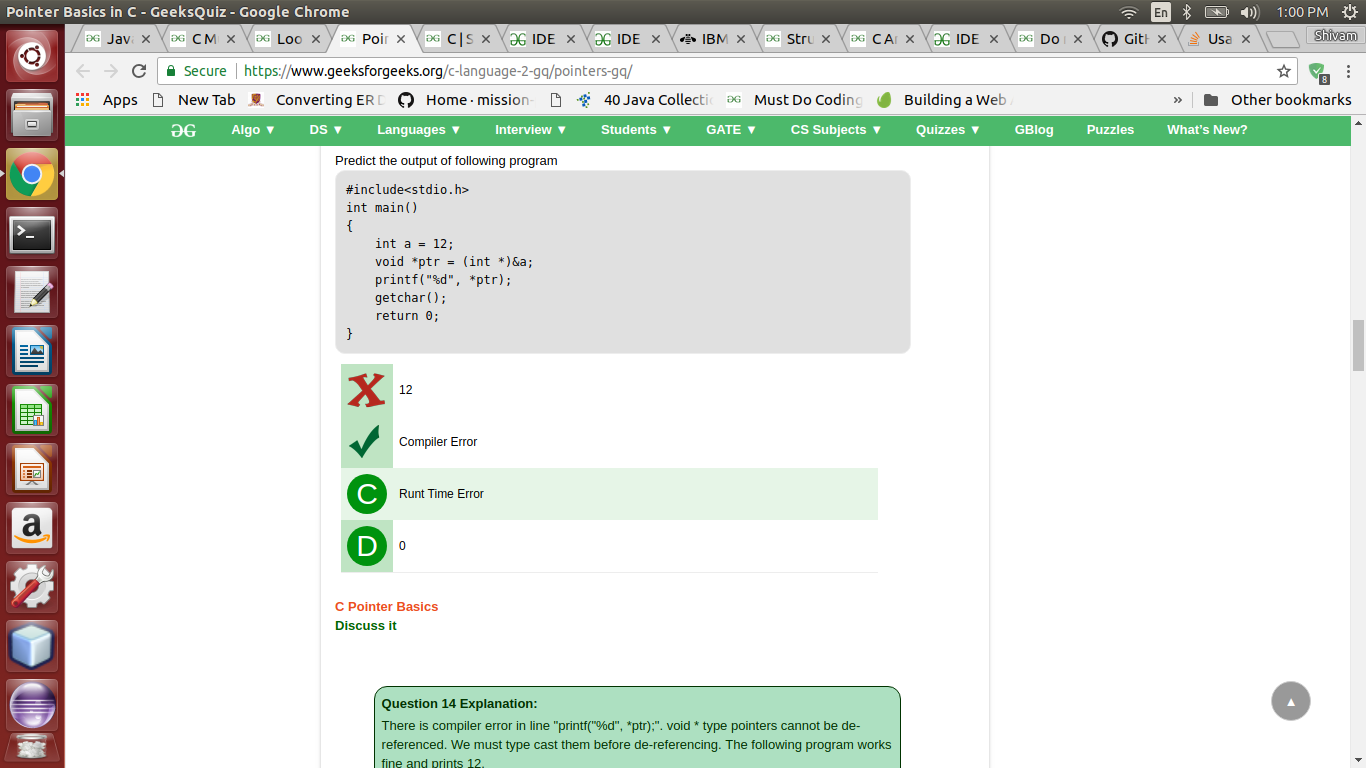 Pointer Basics in C - GeeksQuiz - Google Chrome
En
1:00 PM
Java
C M
Loo
Poin
C | S
IDE
IDE
IBM
Stru
C Ar
IDE
Do
GitH
Usa
Shivam
Secure
https://www.geeksforgeeks.org/c-language-2-gq/pointers-gq/
8
Apps
New Tab
Converting ER D
Home · mission-
40 Java Collecti
Must Do Coding
Building a Web
»
Other bookmarks
Algo ▼
DS ▼
Languages ▼
Interview ▼
Students ▼
GATE ▼
CS Subjects ▼
Quizzes ▼
GBlog
Puzzles
What's New?
Predict the output of following program
#include<stdio.h>
int main()
{
int a = 12;
void *ptr = (int *)&a;
printf("%d", *ptr);
getchar();
return 0;
}
X 12
Compiler Error
C Runt Time Error
D 0
C Pointer Basics
Discuss it
Question 14 Explanation:
There is compiler error in line "printf("%d", *ptr);". void * type pointers cannot be de-
referenced. We must type cast them before de-referencing. The following program works
fine and prints 12.